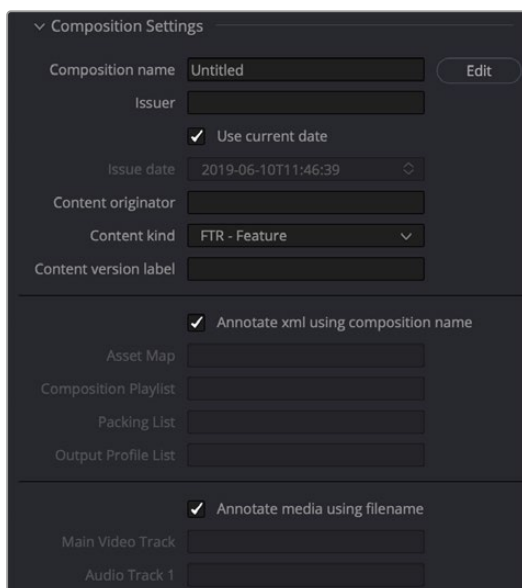 Composition Settings
Composition name Untitled Edit
Issuer
Use current date
Issue date 2019-06-10T11:46:39
Content originator
Content kind FTR - Feature
Content version label
Annotate xml using composition name
Asset Map
Composition Playlist
Packing List
Output Profile List
Annotate media using filename
Main Video Track
Audio Track 1